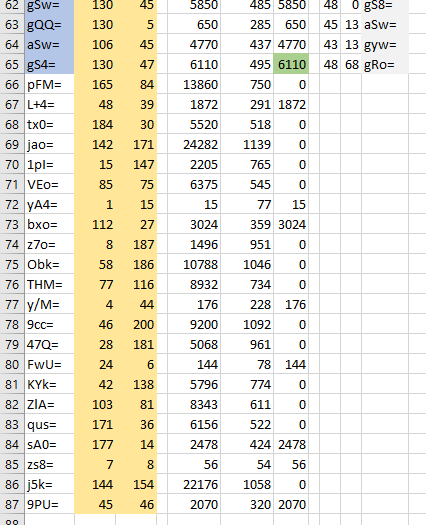 62 gSw= 130 45 5850 485 5850 48 0 gS8=
63 gQQ= 130 5 650 285 650 45 13 aSw=
64 aSw= 106 45 4770 437 4770 43 13 gyw=
65 gS4= 130 47 6110 495 6110 48 68 gRo=
66 pFM= 165 84 13860 750 0
67 L+4= 48 39 1872 291 1872
68 tx0= 184 30 5520 518 0
69 jao= 142 171 24282 1139 0
70 1pI= 15 147 2205 765 0
71 VEo= 85 75 6375 545 0
72 yA4= 1 15 15 77 15
73 bxo= 112 27 3024 359 3024
74 z7o= 8 187 1496 951 0
75 Obk= 58 186 10788 1046 0
76 THM= 77 116 8932 734 0
77 y/M= 4 44 176 228 176
78 9cc= 46 200 9200 1092 0
79 47Q= 28 181 5068 961 0
80 FwU= 24 6 144 78 144
81 KYk= 42 138 5796 774 0
82 ZlA= 103 81 8343 611 0
83 qus= 171 36 6156 522 0
84 sA0= 177 14 2478 424 2478
85 zs8= 7 8 56 54 56
86 j5k= 144 154 22176 1058 0
87 9PU= 45 46 2070 320 2070
88